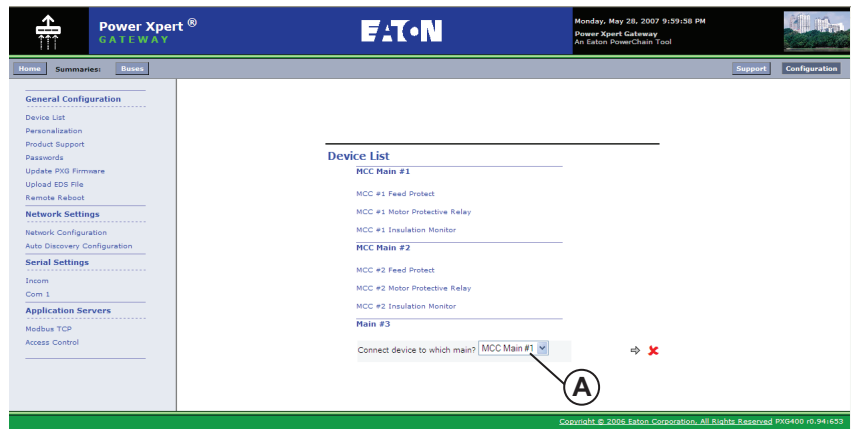 Power Xpert ®
GATEWAY
EATON
Monday, May 28, 2007 9:59:58 PM
Power Xpert Gateway
An Eaton PowerChain Tool
Home Summaries: Buses Support Configuration
General Configuration
Device List
Personalization
Product Support
Passwords
Update PXG Firmware
Upload EDS File
Remote Reboot
Network Settings
Network Configuration
Auto Discovery Configuration
Serial Settings
Incom
Com 1
Application Servers
Modbus TCP
Access Control
Device List
MCC Main #1
MCC #1 Feed Protect
MCC #1 Motor Protective Relay
MCC #1 Insulation Monitor
MCC Main #2
MCC #2 Feed Protect
MCC #2 Motor Protective Relay
MCC #2 Insulation Monitor
Main #3
Connect device to which main? MCC Main #1
A
Copyright © 2006 Eaton Corporation. All Rights Reserved PXG400 r0.94:653